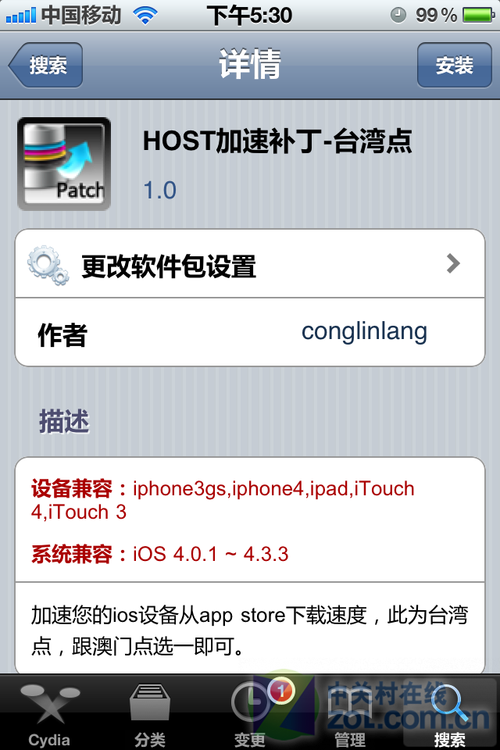 中国移动
下午5:30
99%
搜索
详情
安装
Patch
HOST加速补丁-台湾点
1.0
更改软件包设置
作者
conglinlang
描述
设备兼容：iphone3gs,iphone4,ipad,iTouch
4,iTouch 3
系统兼容：iOS 4.0.1 ~ 4.3.3
加速您的ios设备从app store下载速度，此为台湾
点，跟澳门点选一即可。
中关村在线
zol.com.cn
1
Cydia
分类
变更
管理
搜索